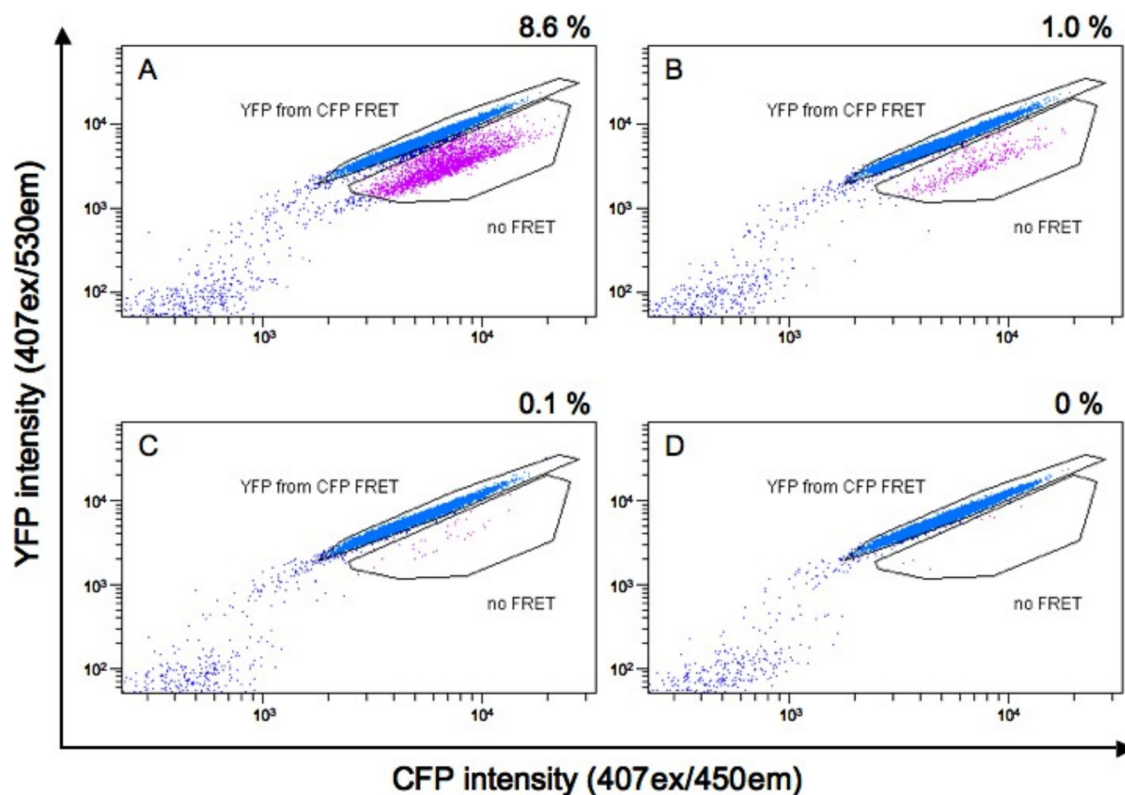 8.6 %
1.0 %
A
YFP from CFP FRET
no FRET
10⁴
10³
10²
10³
10⁴
B
YFP from CFP FRET
no FRET
10⁴
10³
10²
10³
10⁴
0.1 %
0 %
C
YFP from CFP FRET
no FRET
10⁴
10³
10²
10³
10⁴
D
YFP from CFP FRET
no FRET
10⁴
10³
10²
10³
10⁴
YFP intensity (407ex/530em)
CFP intensity (407ex/450em)